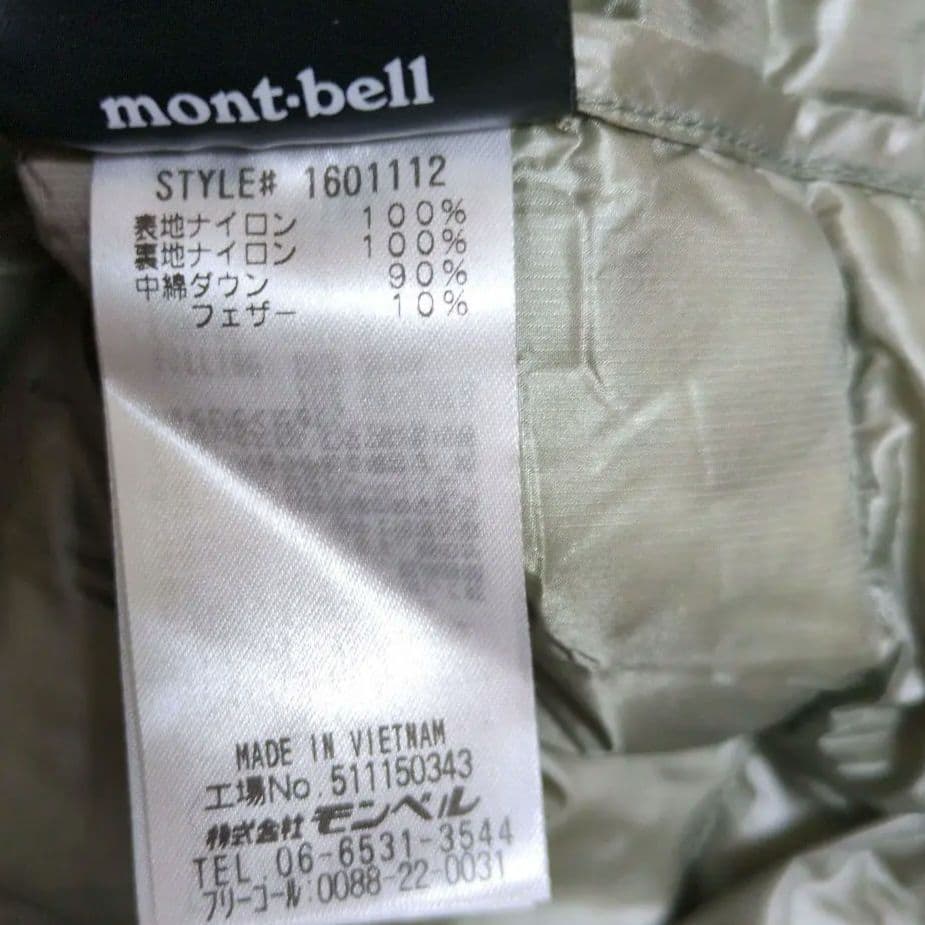 mont-bell
STYLE# 1601112
表地ナイロン 100%
裏地ナイロン 100%
中綿ダウン 90%
フェザー 10%
MADE IN VIETNAM
工場No. 511150343
株式会社 モンベル
TEL. 06-6531-3544
フリーコール:0088-22-0031